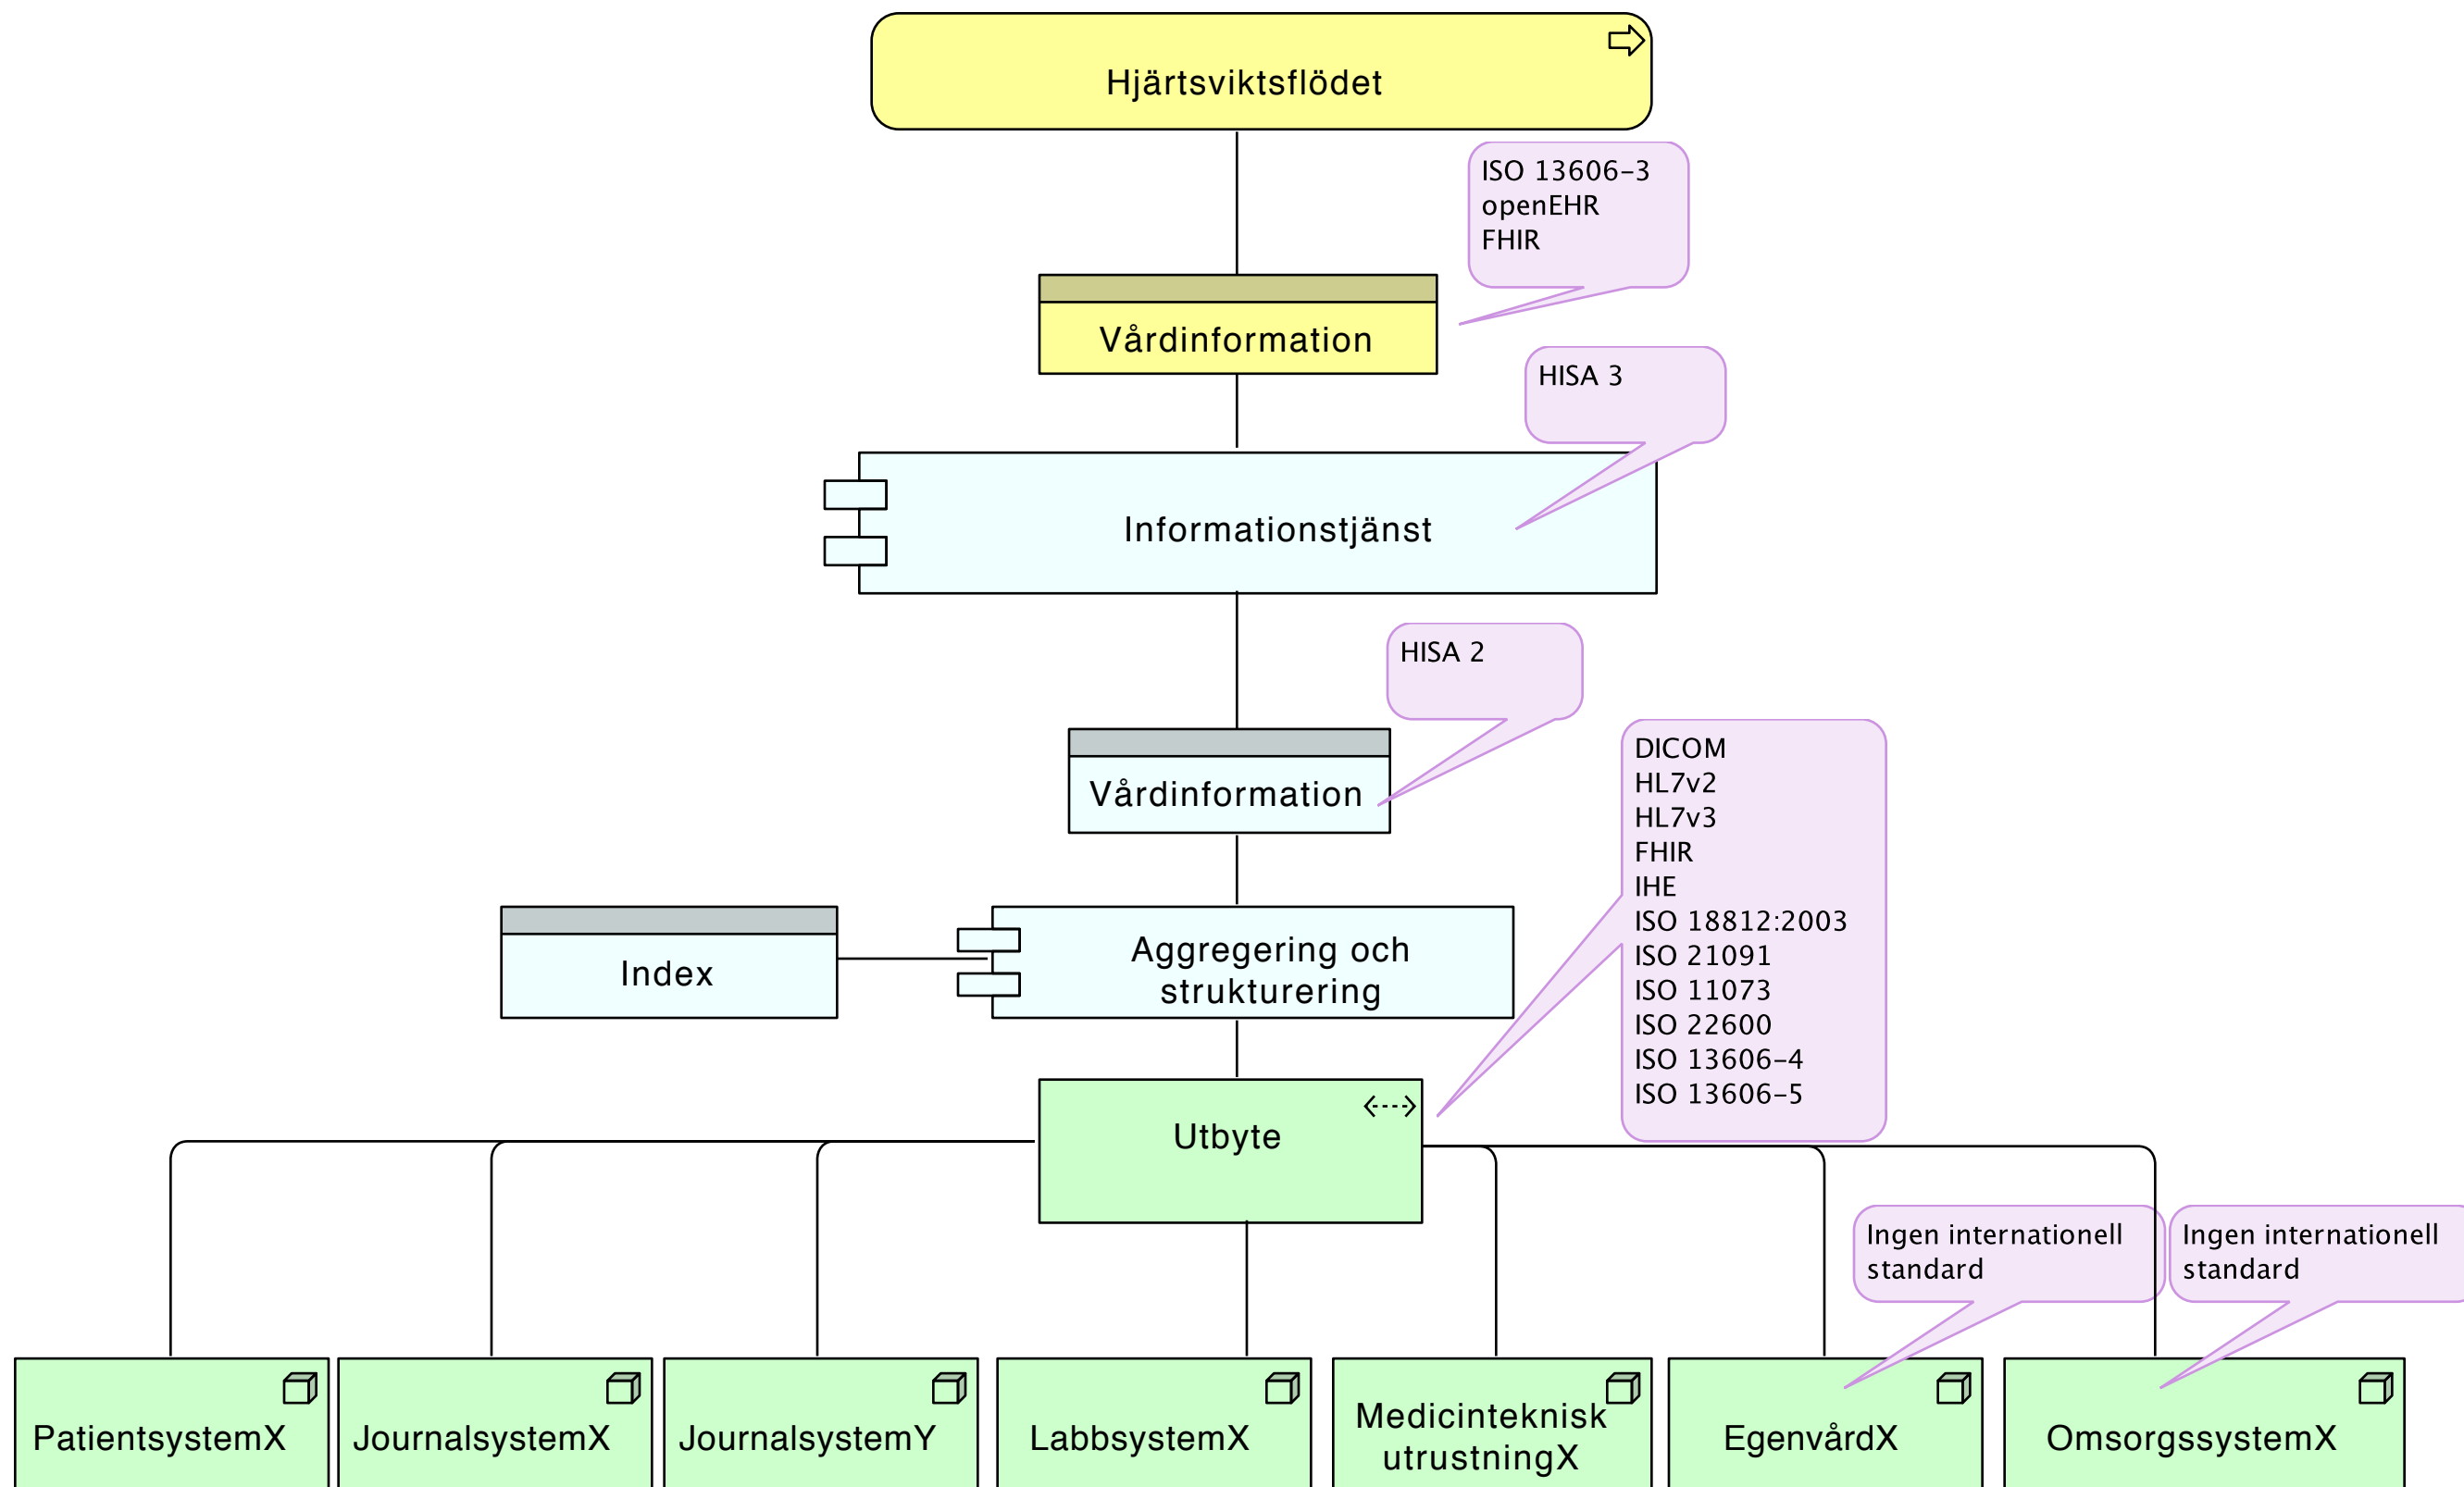 Hjärtsviktsflödet
ISO 13606-3
openEHR
FHIR
Vårdinformation
HISA 3
Informationstjänst
HISA 2
Vårdinformation
DICOM
HL7v2
HL7v3
FHIR
IHE
ISO 18812:2003
ISO 21091
ISO 11073
ISO 22600
ISO 13606-4
ISO 13606-5
Index
Aggregering och
strukturering
Utbyte
Ingen internationell
standard
Ingen internationell
standard
PatientsystemX
JournalsystemX
JournalsystemY
LabbsystemX
Medicinteknisk
utrustningX
EgenvårdX
OmsorgssystemX